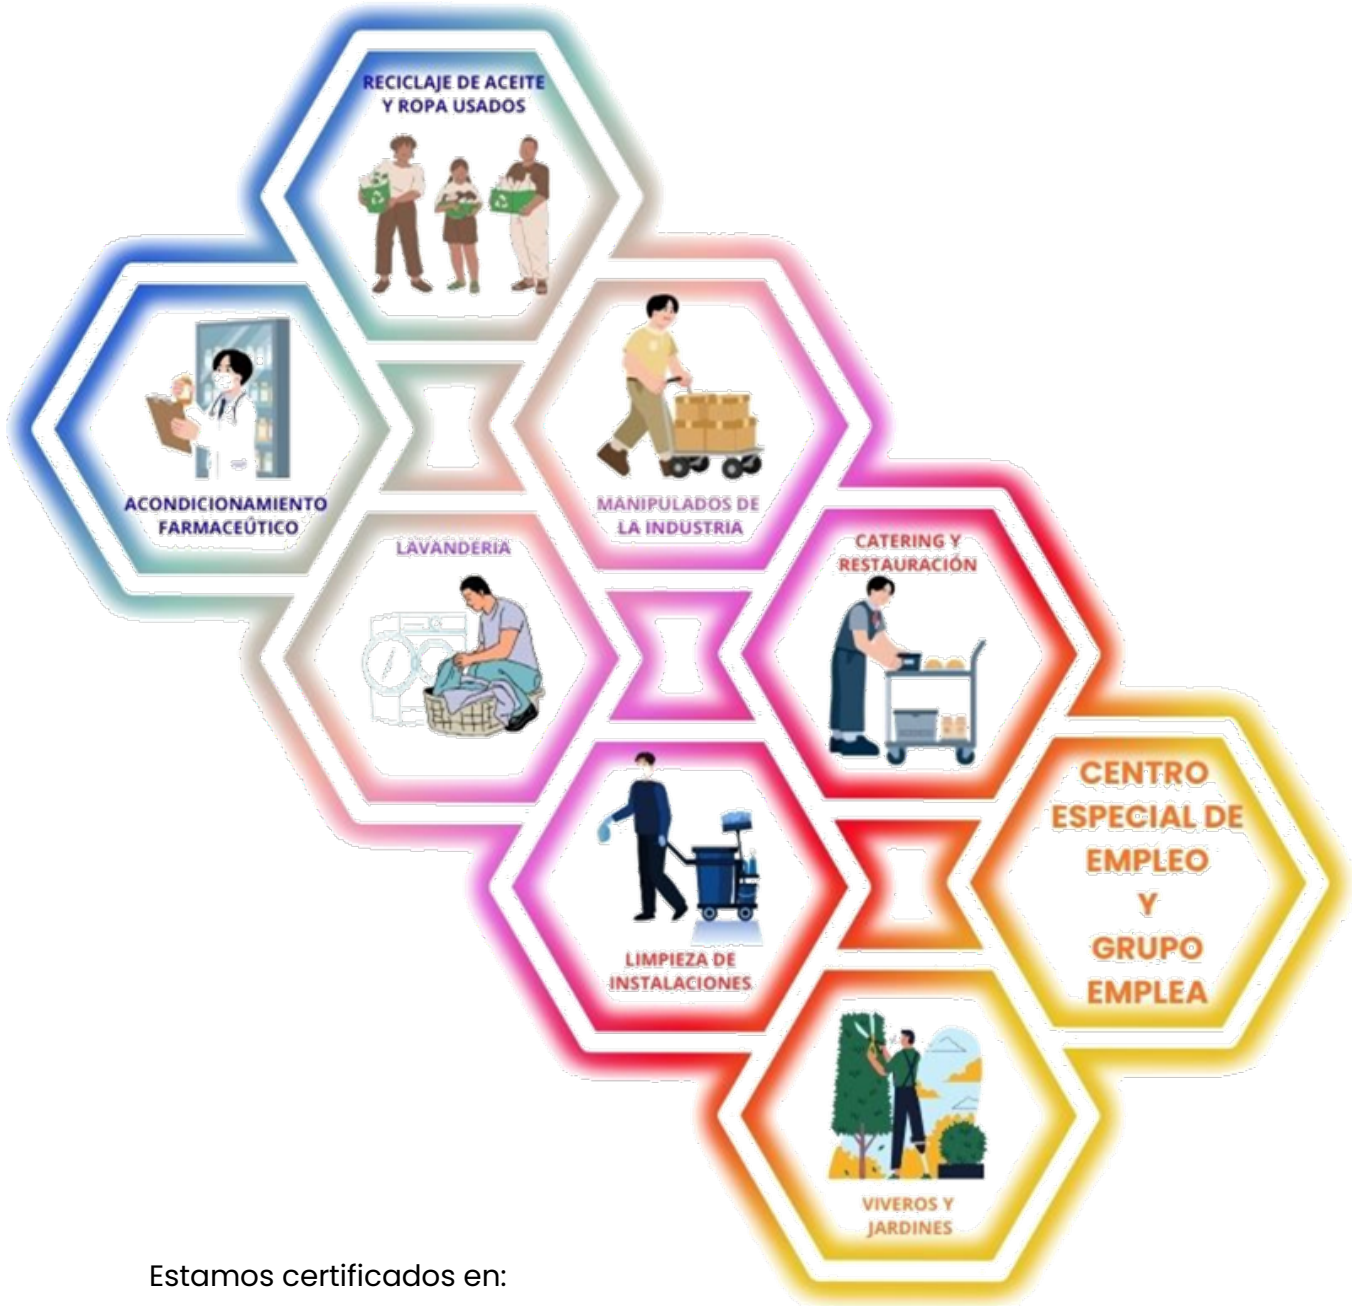 RECICLAJE DE ACEITE
Y ROPA USADOS
ACONDICIONAMIENTO
FARMACEÛTICO
MANIPULADOS DE
LA INDUSTRIA
LAVANDERIA
CATERING Y
RESTAURACIÓN
LIMPIEZA DE
INSTALACIONES
CENTRO
ESPECIAL DE
EMPLEO
Y
GRUPO
EMPLEA
VIVEROS Y
JARDINES
Estamos certificados en: